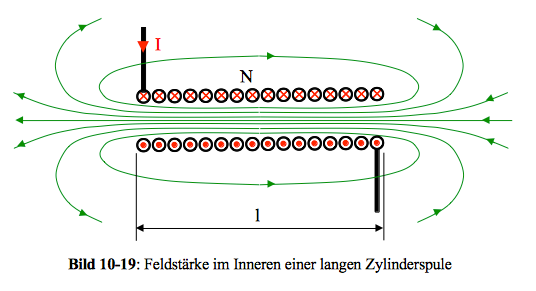 I
N
l
Bild 10-19: Feldstärke im Inneren einer langen Zylinderspule